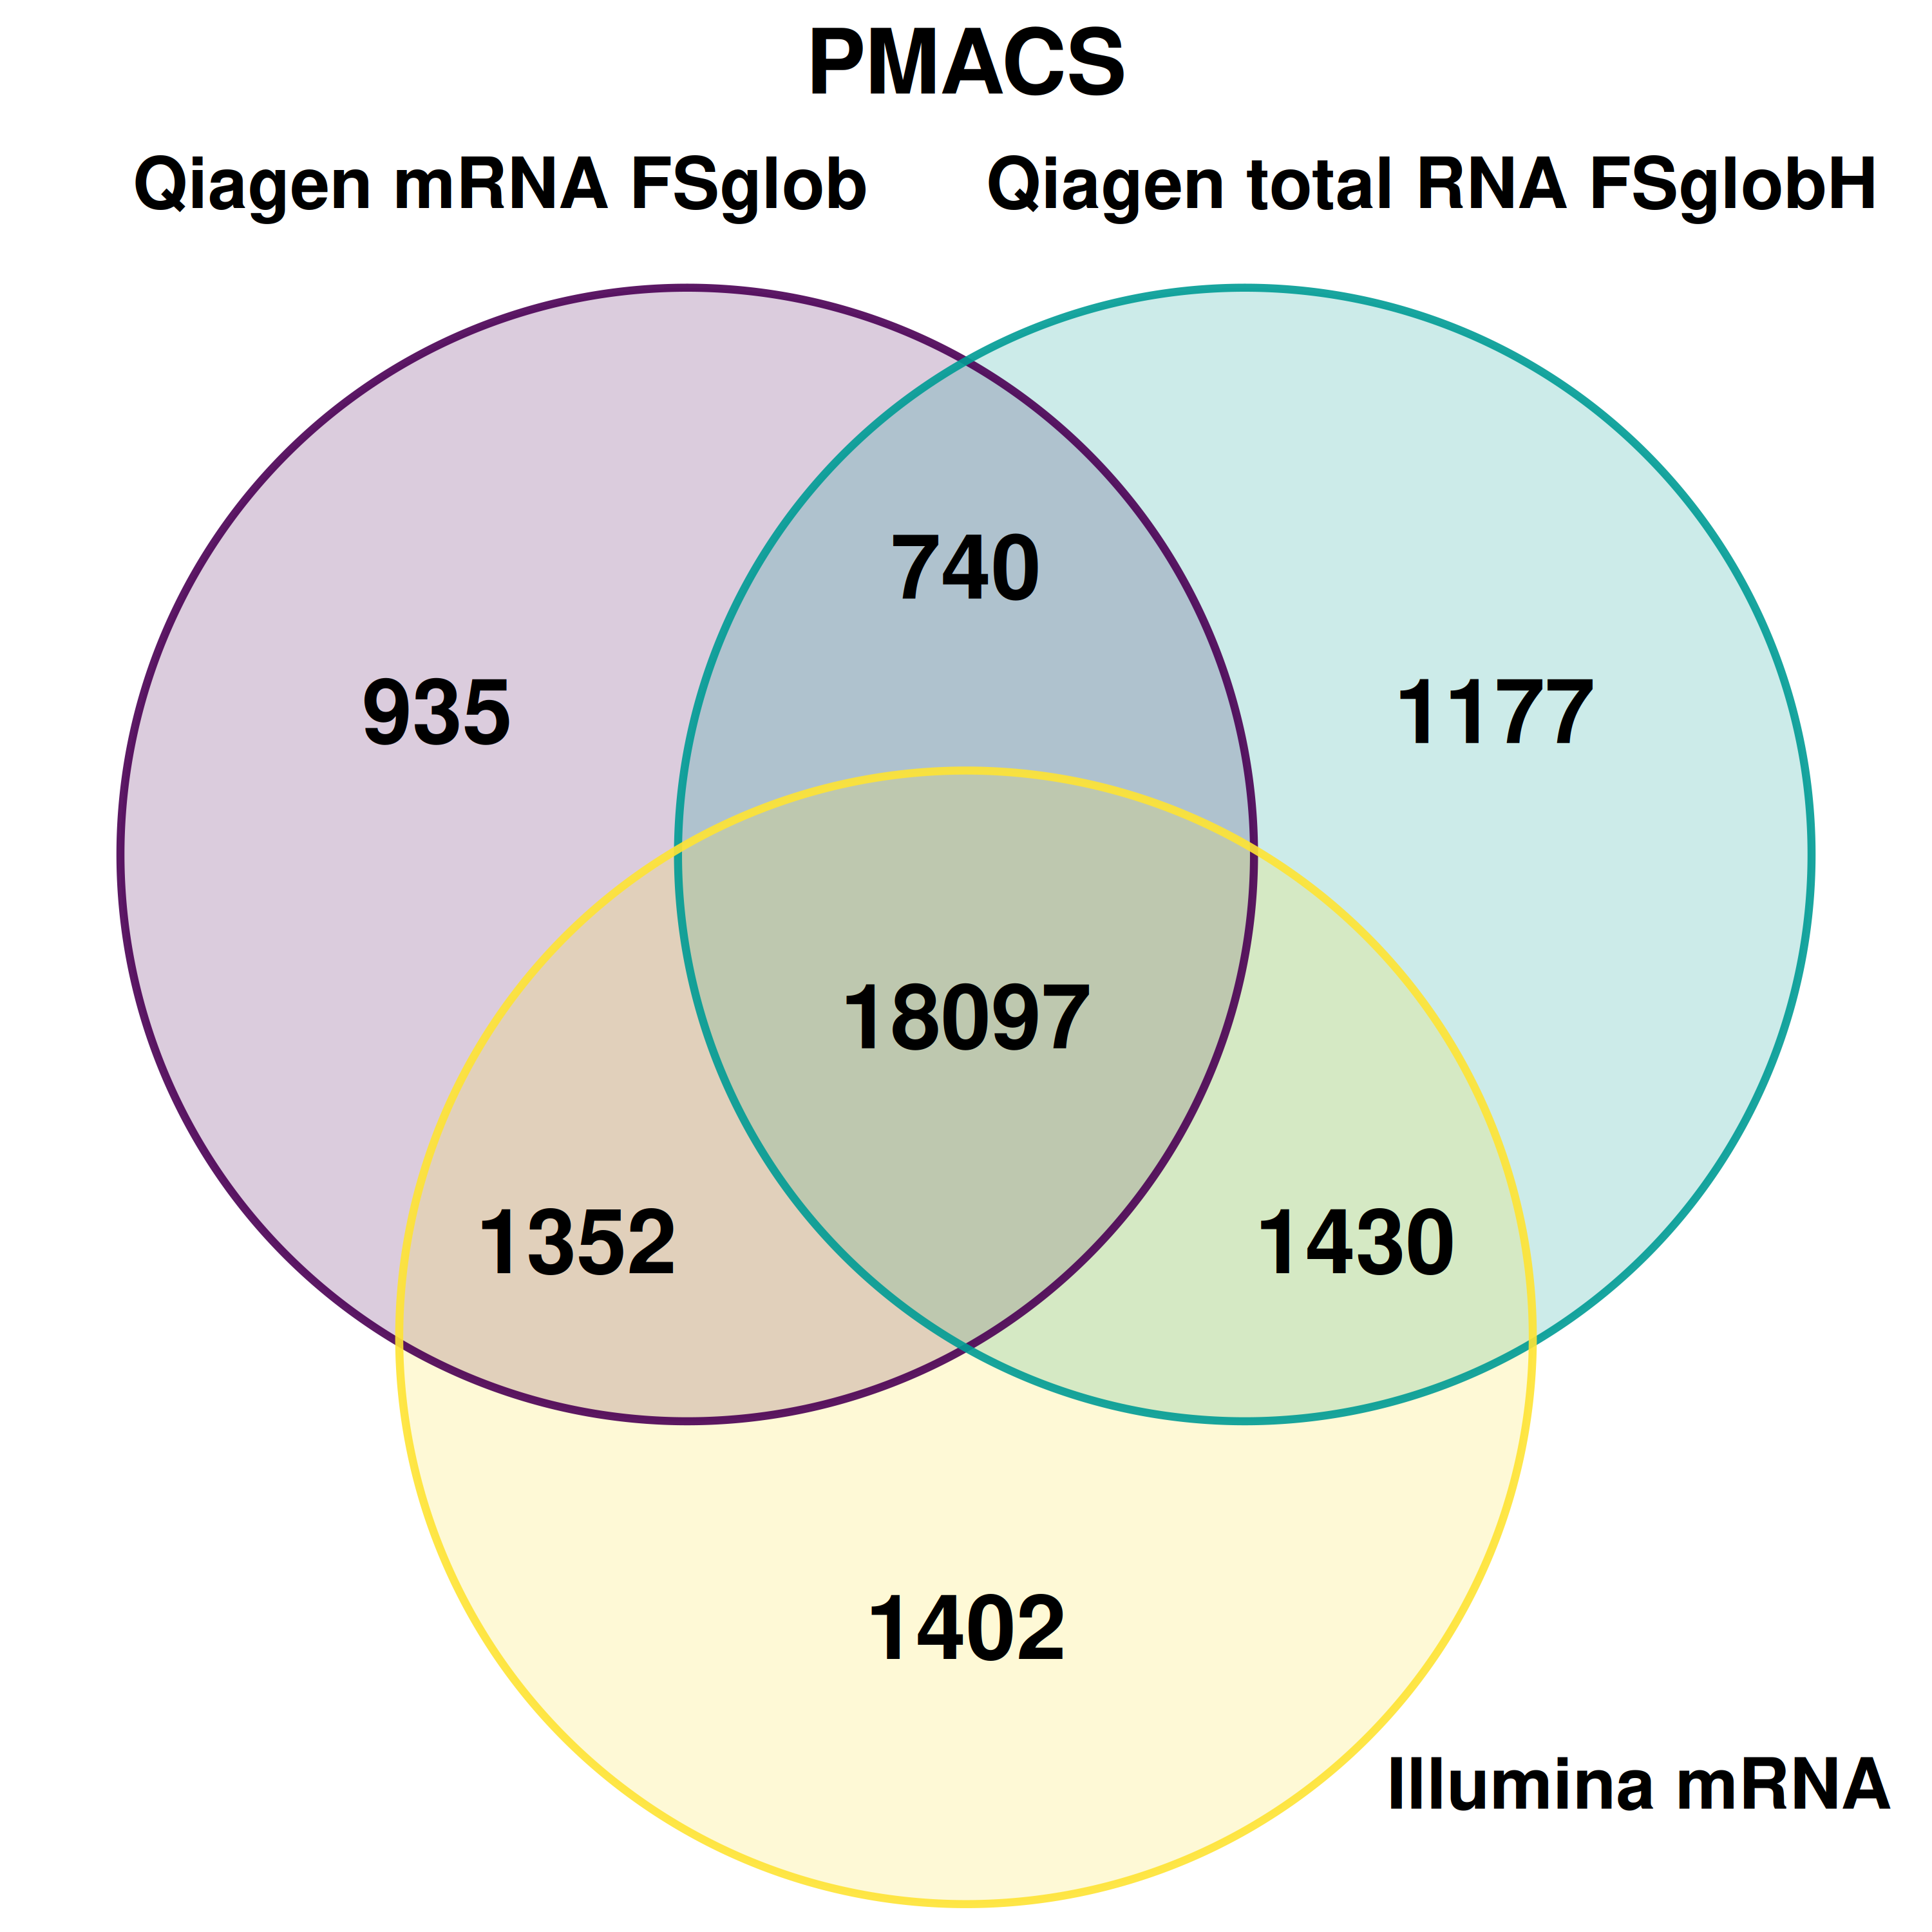 PMACS
Qiagen mRNA FSglob
Qiagen total RNA FSglobH
740
935
1177
18097
1352
1430
1402
Illumina mRNA